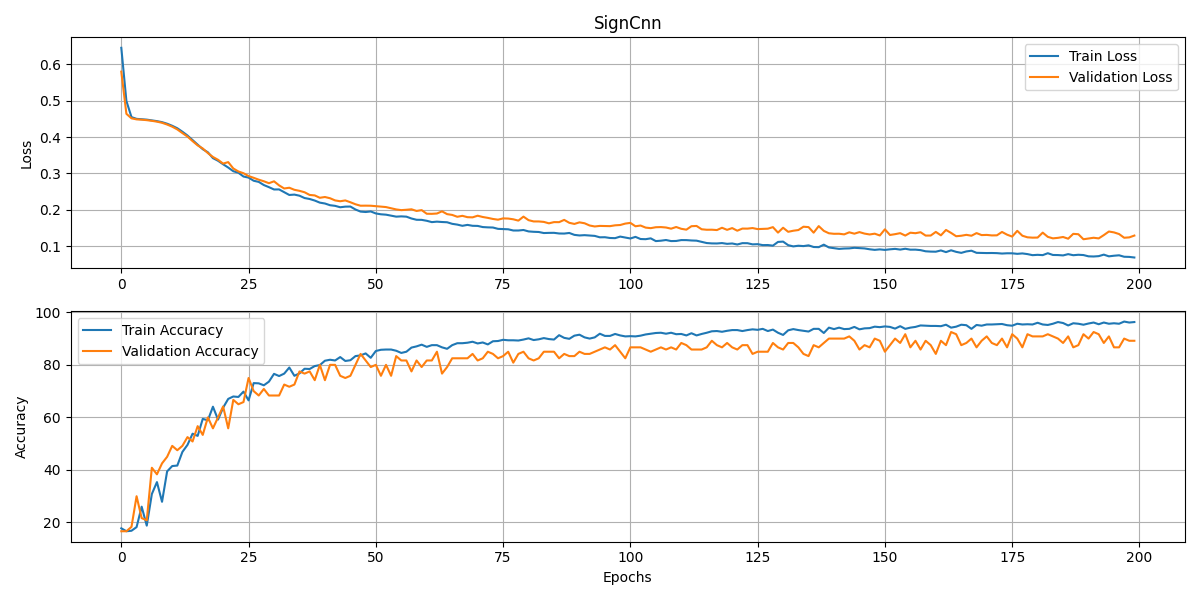 SignCnn
Loss
0.6
0.5
0.4
0.3
0.2
0.1
Train Loss
Validation Loss
0 25 50 75 100 125 150 175 200
Accuracy
100
80
60
40
20
Train Accuracy
Validation Accuracy
0 25 50 75 100 125 150 175 200
Epochs